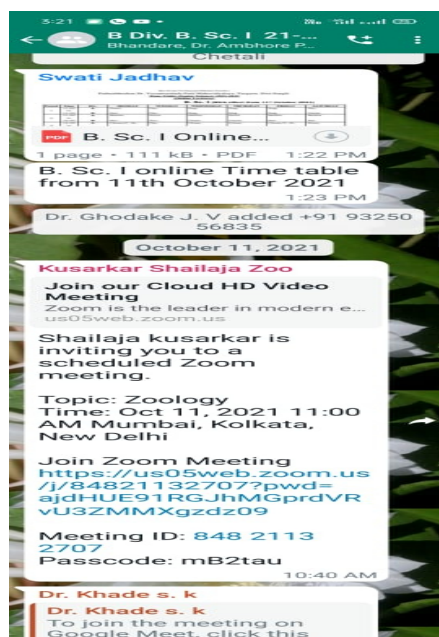 3:21
B Div. B. Sc. I 21-...
Bhandare, Dr. Ambhore P...
Chetali
Swati Jadhav
PDF B. Sc. I Online...
1 page • 111 kB • PDF 1:22 PM
B. Sc. I online Time table
from 11th October 2021
1:23 PM
Dr. Ghodake J. V added +91 93250
56835
October 11, 2021
Kusarkar Shailaja Zoo
Join our Cloud HD Video
Meeting
Zoom is the leader in modern e...
us05web.zoom.us
Shailaja kusarkar is
inviting you to a
scheduled Zoom
meeting.
Topic: Zoology
Time: Oct 11, 2021 11:00
AM Mumbai, Kolkata,
New Delhi
Join Zoom Meeting
https://us05web.zoom.us
/j/84821132707?pwd=
ajdHUE91RGJhMGprdVR
vU3ZMMXgzdz09
Meeting ID: 848 2113
2707
Passcode: mB2tau
10:40 AM
Dr. Khade s. k
Dr. Khade s. k
To join the meeting on
Google Meet, click this